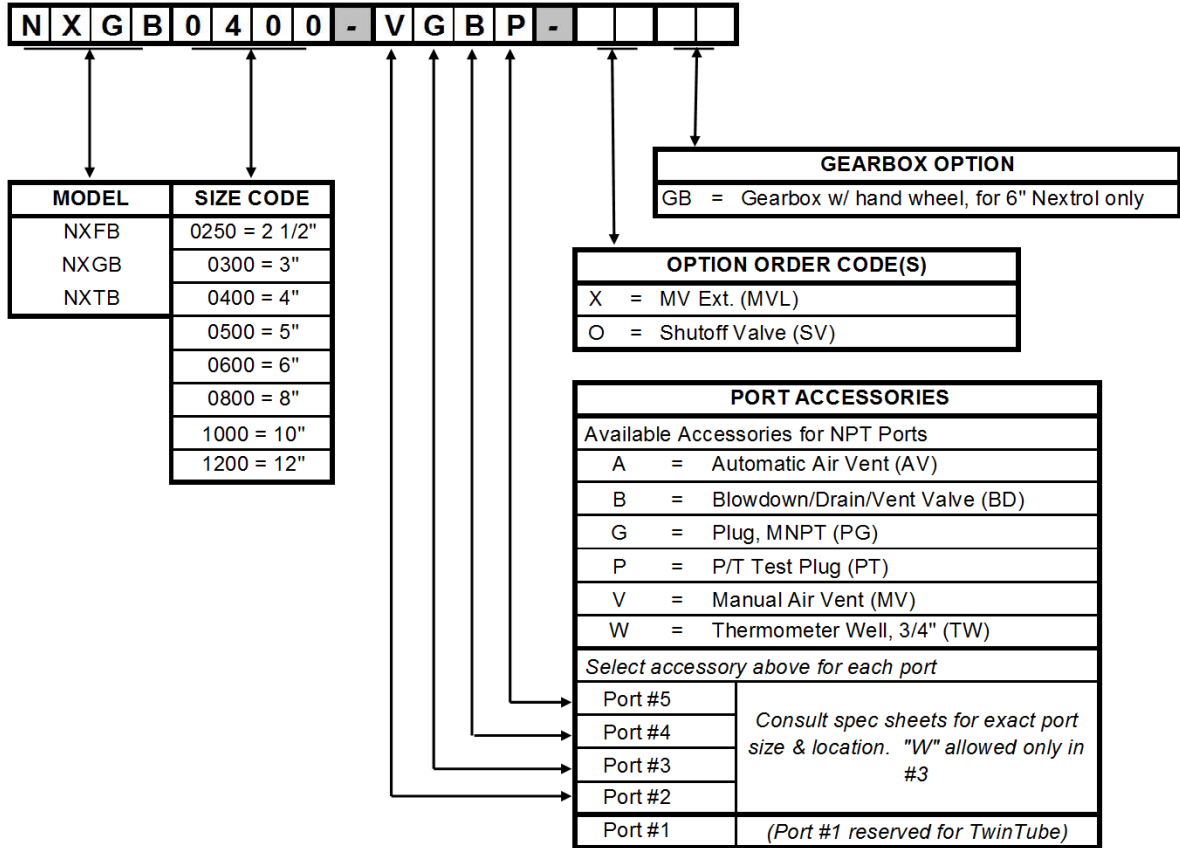 NXGB0400-VGBP-
GEARBOX OPTION
GB = Gearbox w/ hand wheel, for 6" Nextrol only
MODEL
NXFB
NXGB
NXTB
SIZE CODE
0250 = 2 1/2"
0300 = 3"
0400 = 4"
0500 = 5"
0600 = 6"
0800 = 8"
1000 = 10"
1200 = 12"
OPTION ORDER CODE(S)
X = MV Ext. (MVL)
O = Shutoff Valve (SV)
PORT ACCESSORIES
Available Accessories for NPT Ports
A = Automatic Air Vent (AV)
B = Blowdown/Drain/Vent Valve (BD)
G = Plug, MNPT (PG)
P = P/T Test Plug (PT)
V = Manual Air Vent (MV)
W = Thermometer Well, 3/4" (TW)
Select accessory above for each port
Port #5
Port #4
Port #3
Port #2
Consult spec sheets for exact port
size & location. "W" allowed only in
#3
Port #1 (Port #1 reserved for TwinTube)